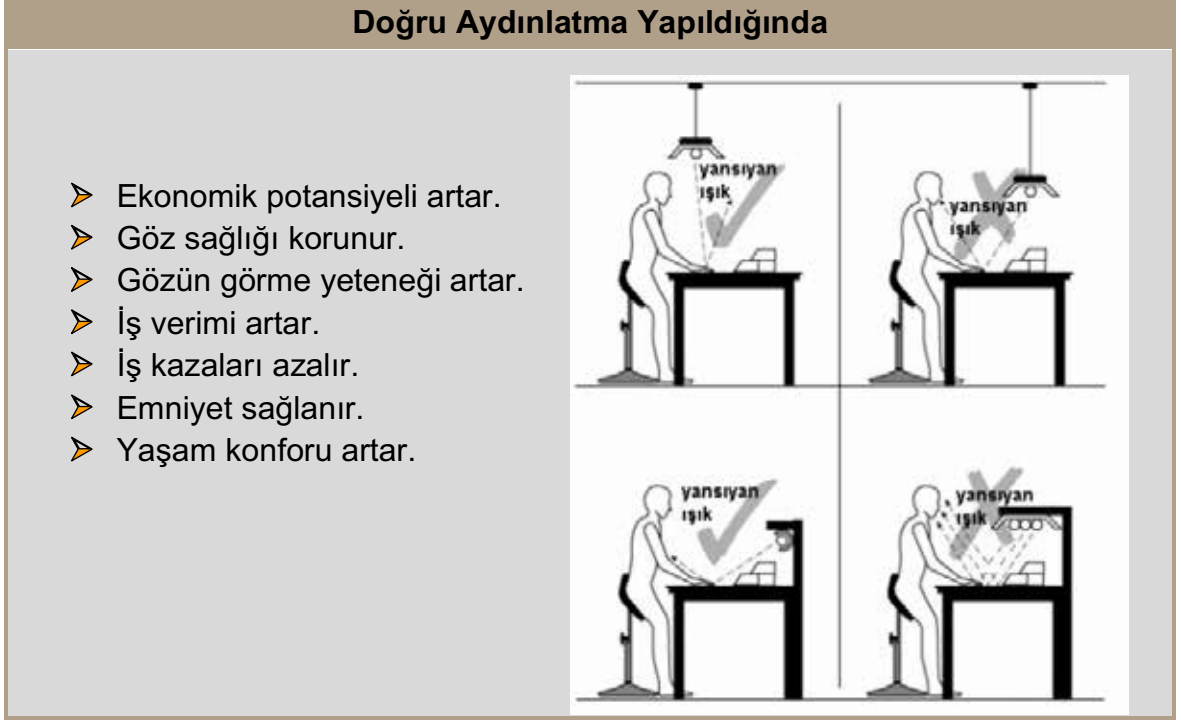 Doğru Aydınlatma Yapıldığında
Ekonomik potansiyeli artar.
Göz sağlığı korunur.
Gözün görme yeteneği artar.
İş verimi artar.
İş kazaları azalır.
Emniyet sağlanır.
Yaşam konforu artar.
yansıyan
ışık
yansıyan
ışık
yansıyan
ışık
yansıyan
ışık